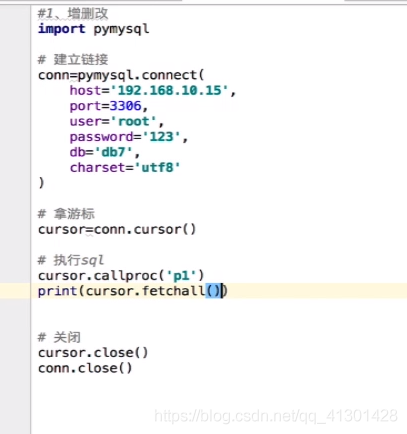 #1、增删改
import pymysql
# 建立链接
conn=pymysql.connect(
host='192.168.10.15',
port=3306,
user='root',
password='123',
db='db7',
charset='utf8'
)
# 拿游标
cursor=conn.cursor()
# 执行sql
cursor.callproc('p1')
print(cursor.fetchall())
# 关闭
cursor.close()
conn.close()
https://blog.csdn.net/qq_41301428